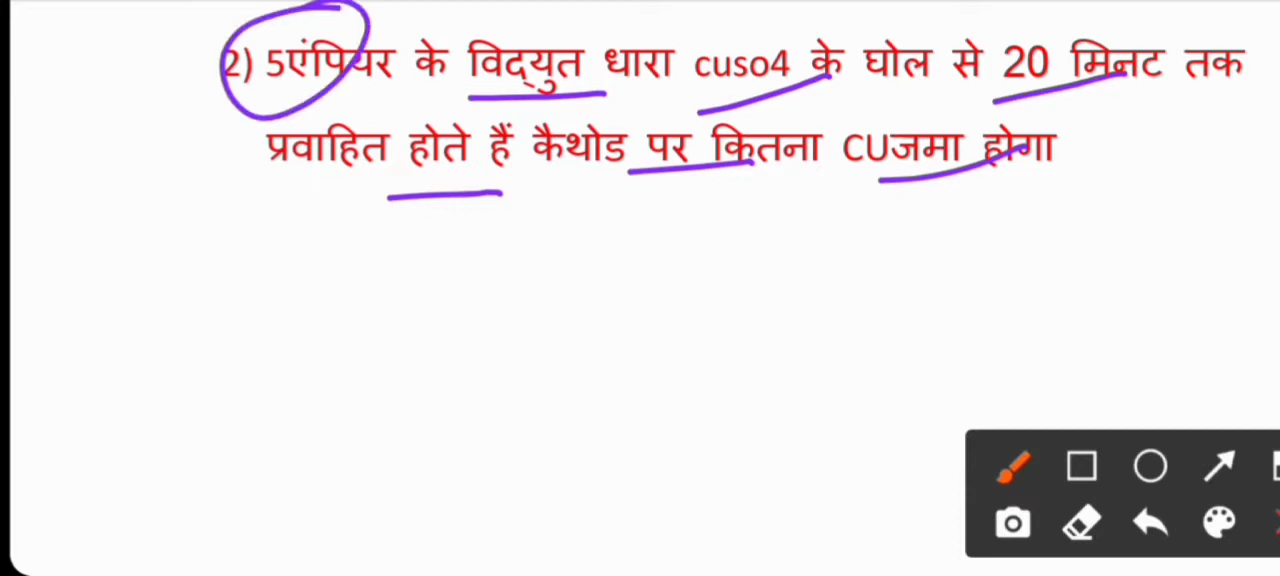 2) 5एंपियर के विद्युत धारा cuso4 के घोल से 20 मिनट तक
प्रवाहित होते हैं कैथोड पर कितना CUजमा होगा